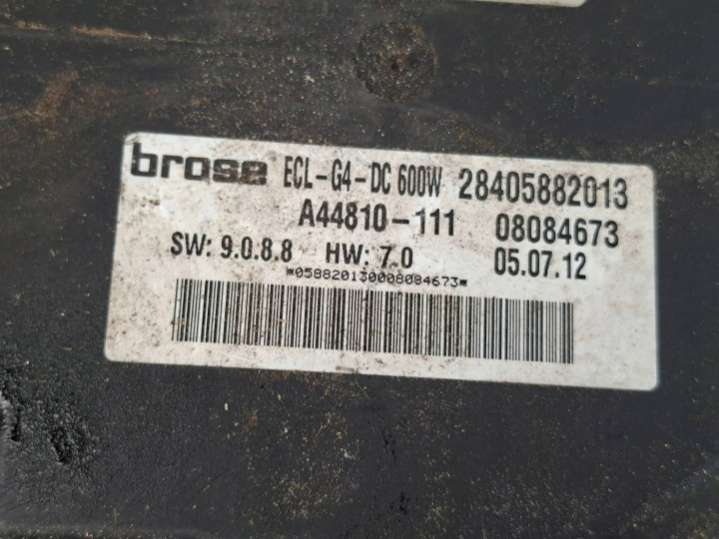 brose ECL-G4-DC 600W 28405882013
A44810-111 08084673
SW: 9.0.8.8 HW: 7.0 05.07.12
*058820130008084673*